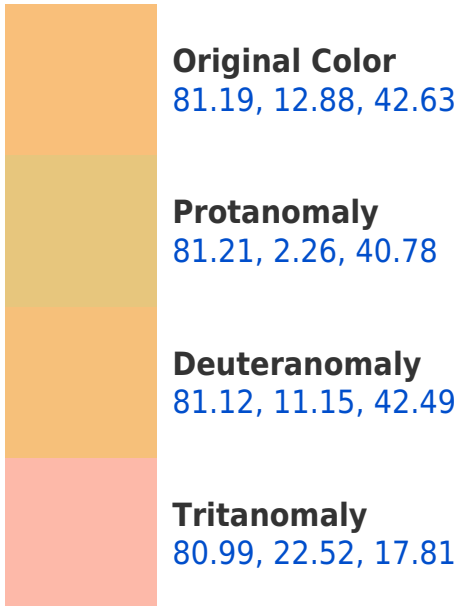 Original Color
81.19, 12.88, 42.63
Protanomaly
81.21, 2.26, 40.78
Deuteranomaly
81.12, 11.15, 42.49
Tritanomaly
80.99, 22.52, 17.81